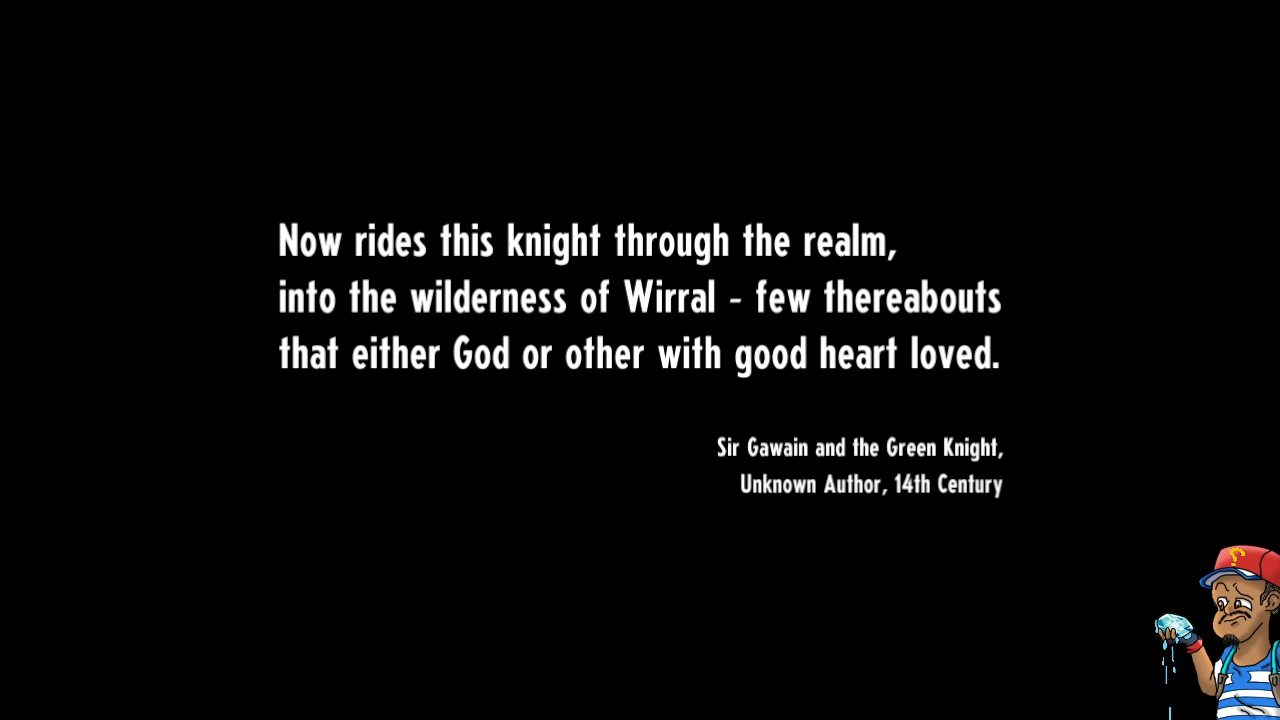 Now rides this knight through the realm,
into the wilderness of Wirral - few thereabouts
that either God or other with good heart loved.
Sir Gawain and the Green Knight,
Unknown Author, 14th Century
?